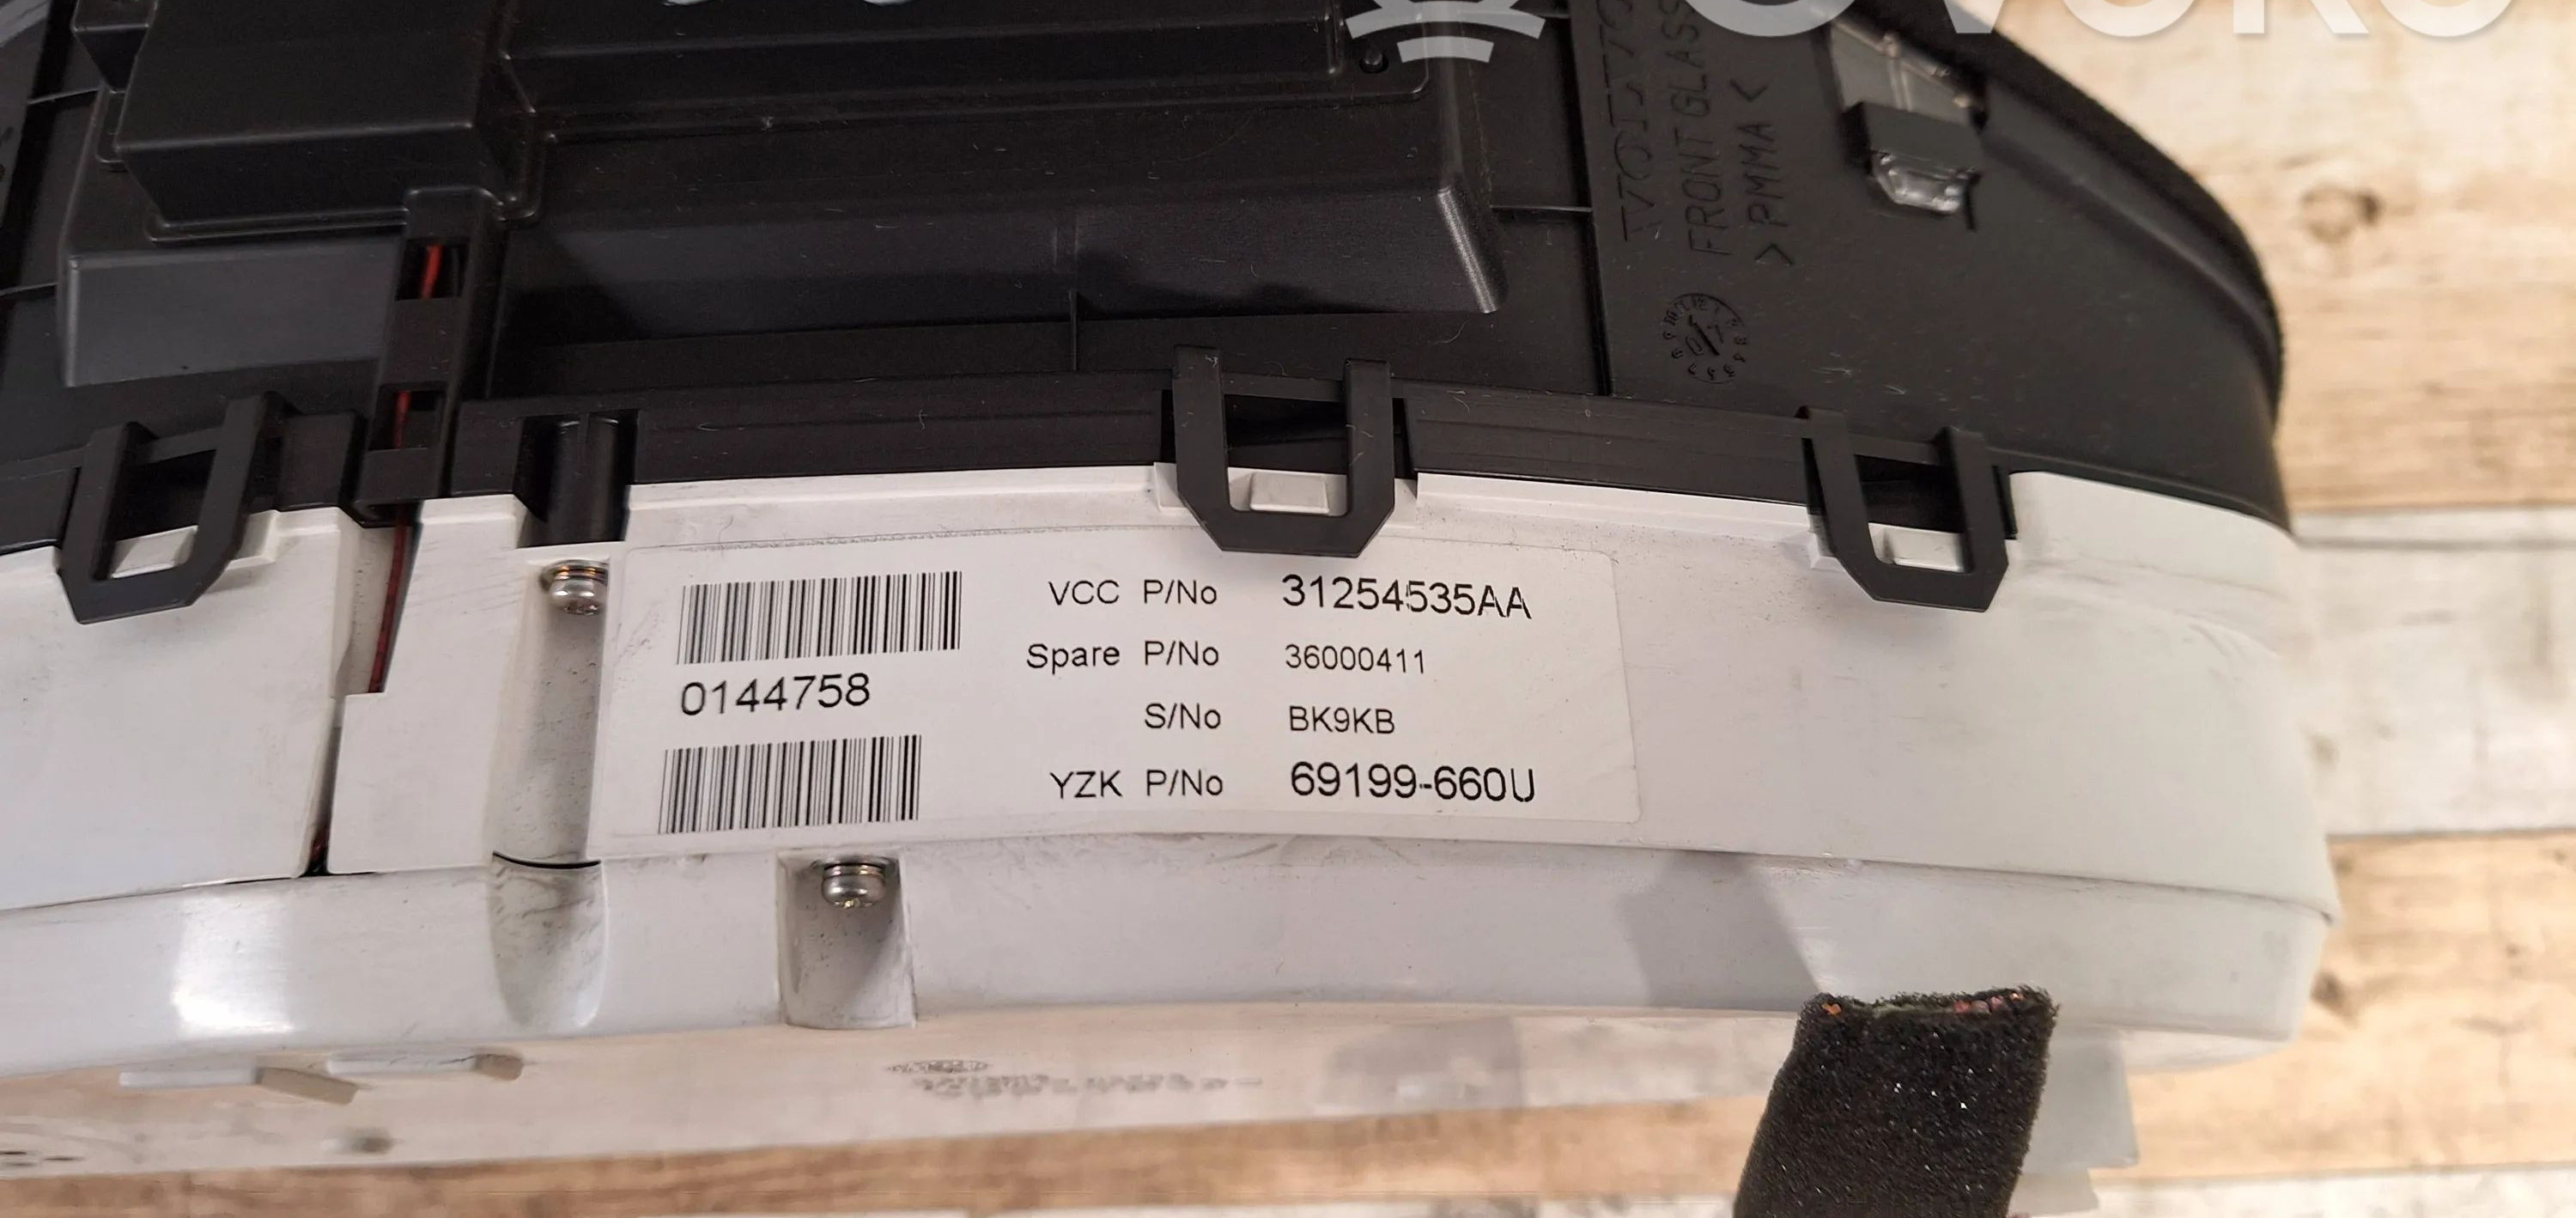 VOLVO
FRONT GLASS
>PMMA<
0144758
VCC P/No 31254535AA
Spare P/No 36000411
S/No BK9KB
YZK P/No 69199-660U